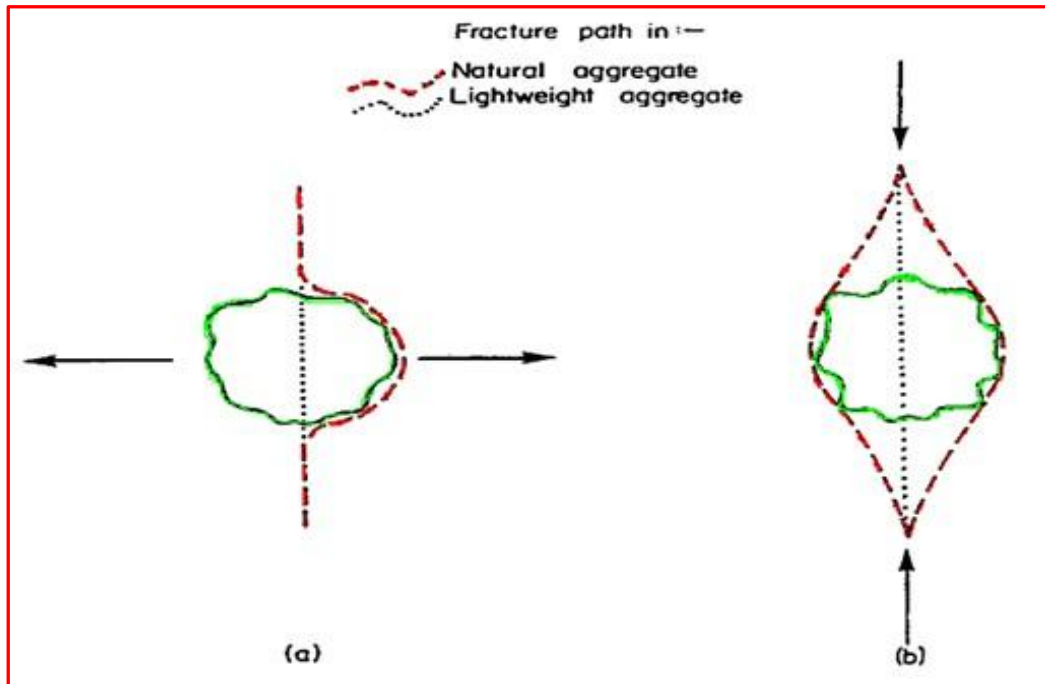 Fracture path in :—
Natural aggregate
Lightweight aggregate
(a)
(b)